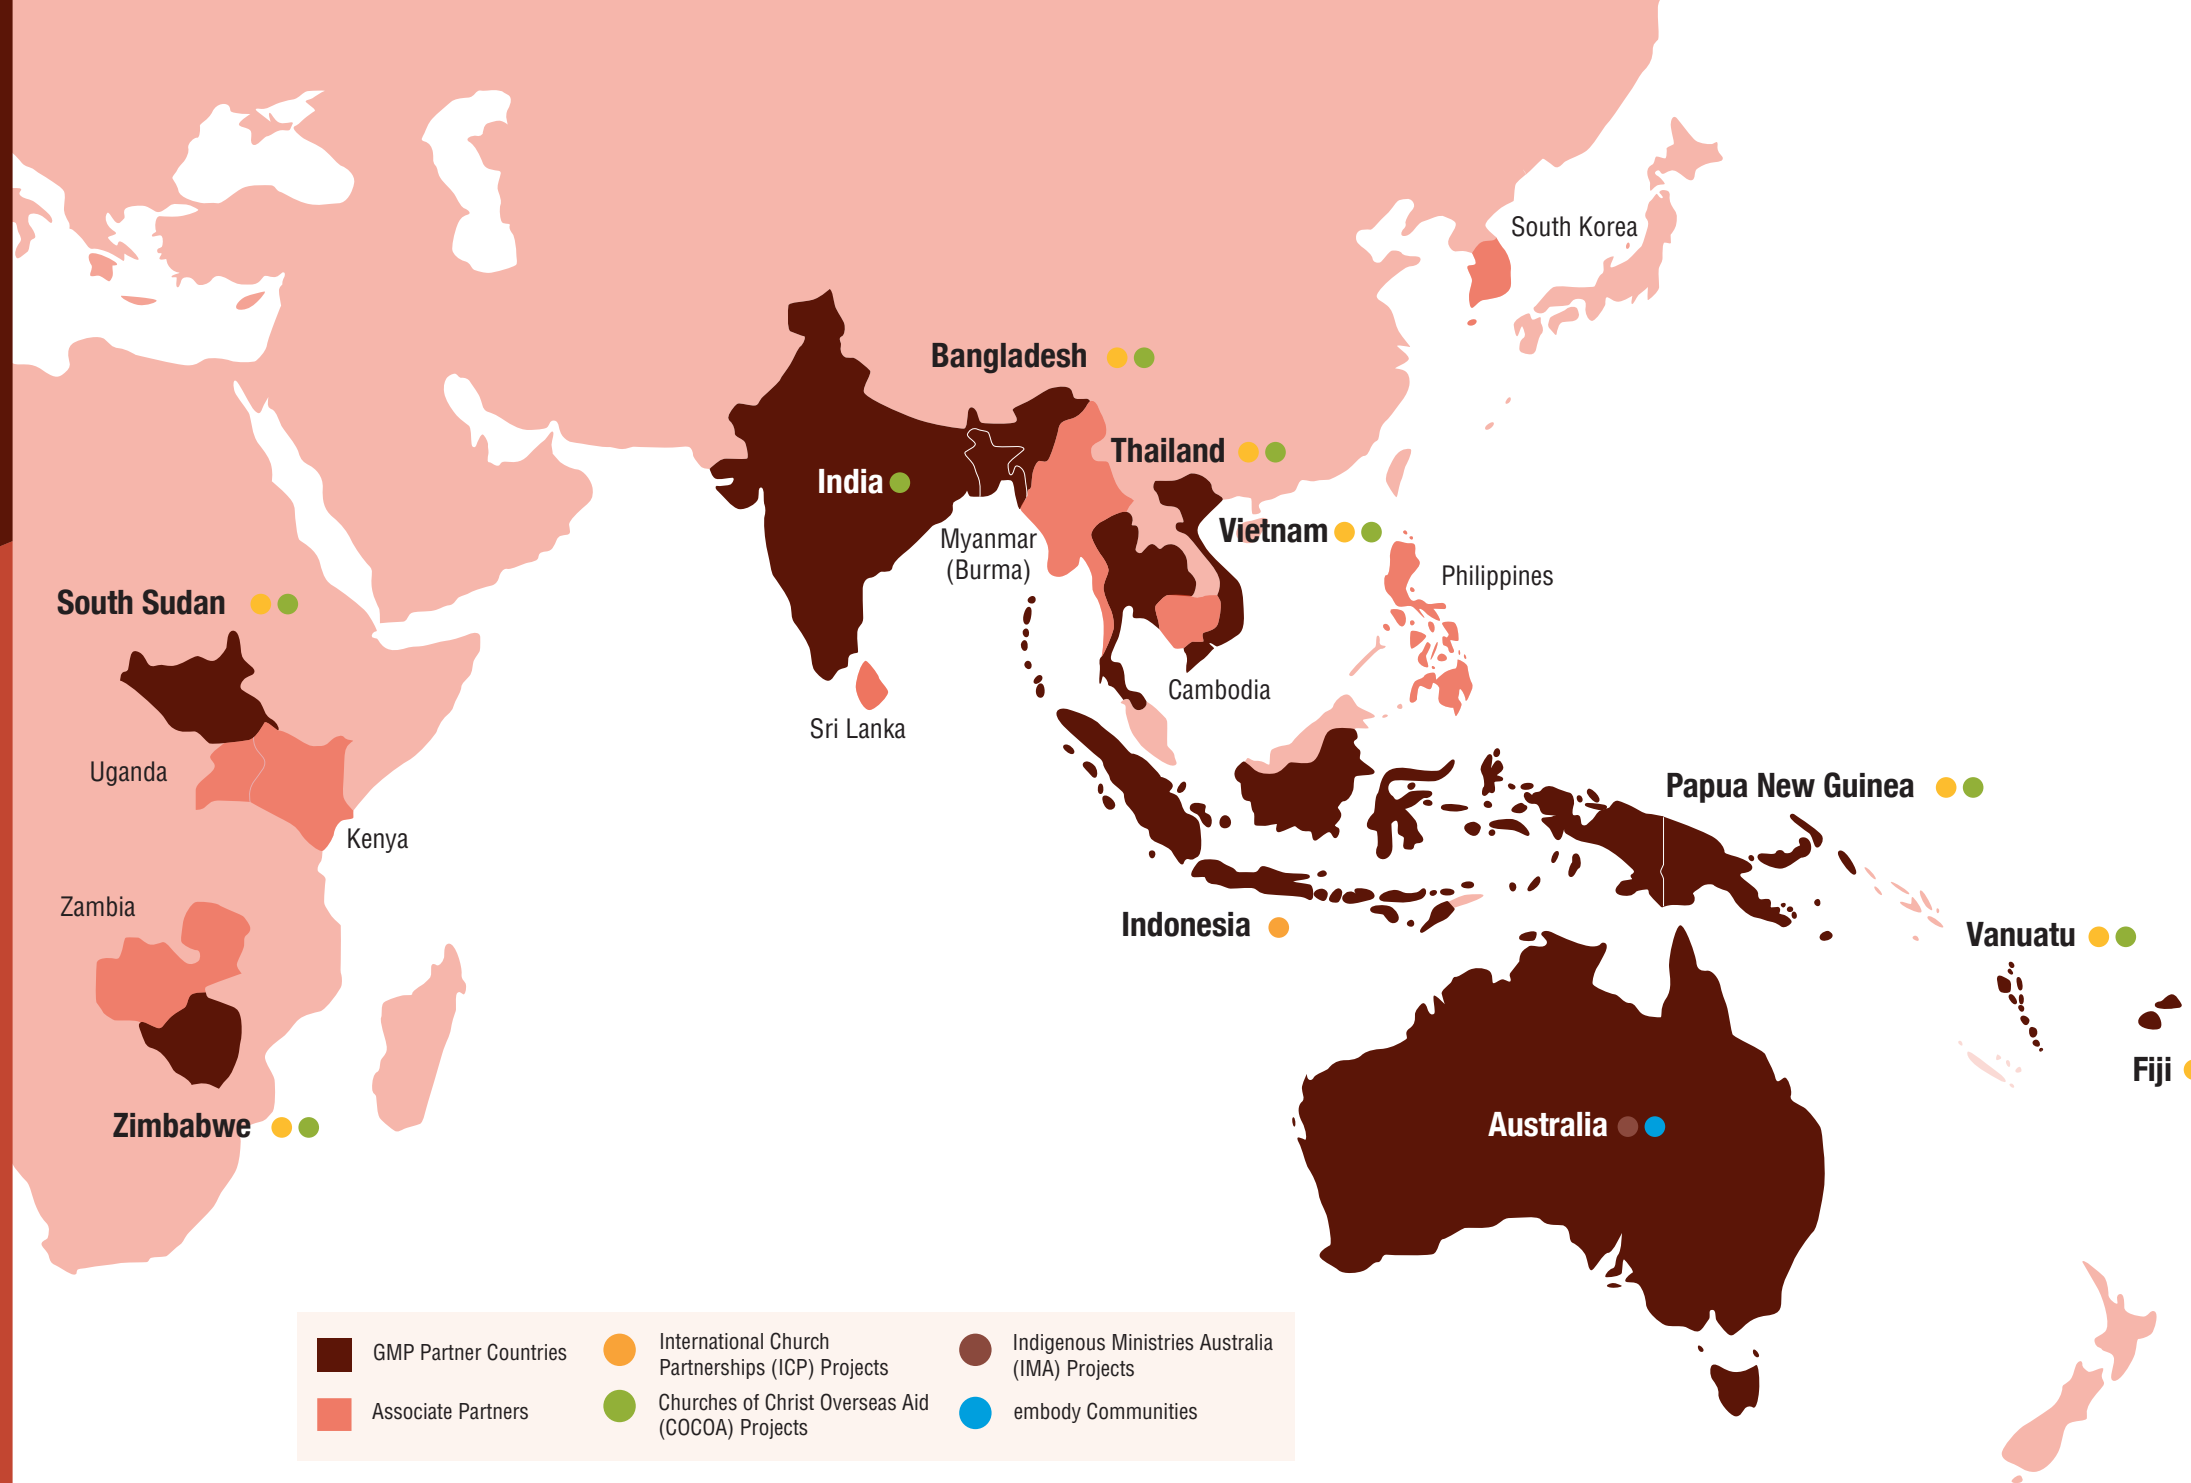 South Korea
Bangladesh
Thailand
India
Vietnam
Myanmar
(Burma)
Philippines
South Sudan
Cambodia
Sri Lanka
Uganda
Papua New Guinea
Kenya
Zambia
Indonesia
Vanuatu
Fiji
Zimbabwe
Australia
GMP Partner Countries
Associate Partners
International Church
Partnerships (ICP) Projects
Churches of Christ Overseas Aid
(COCOA) Projects
Indigenous Ministries Australia
(IMA) Projects
embody Communities